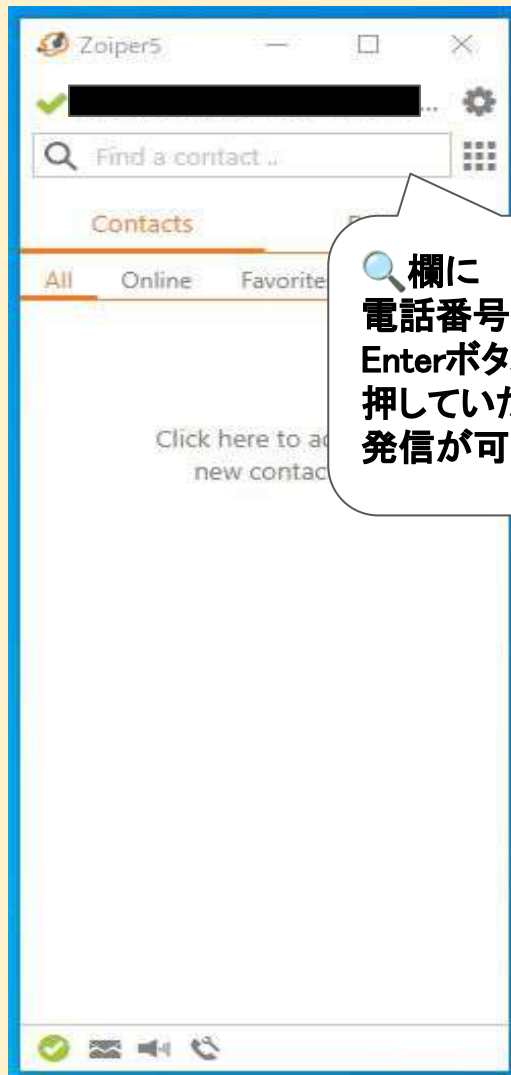 Zoiper5
...
Find a contact ..
Contacts
All Online Favorite
🔍欄に
電話番号
Enterボタ
押していた
発信が可
Click here to a
new contac